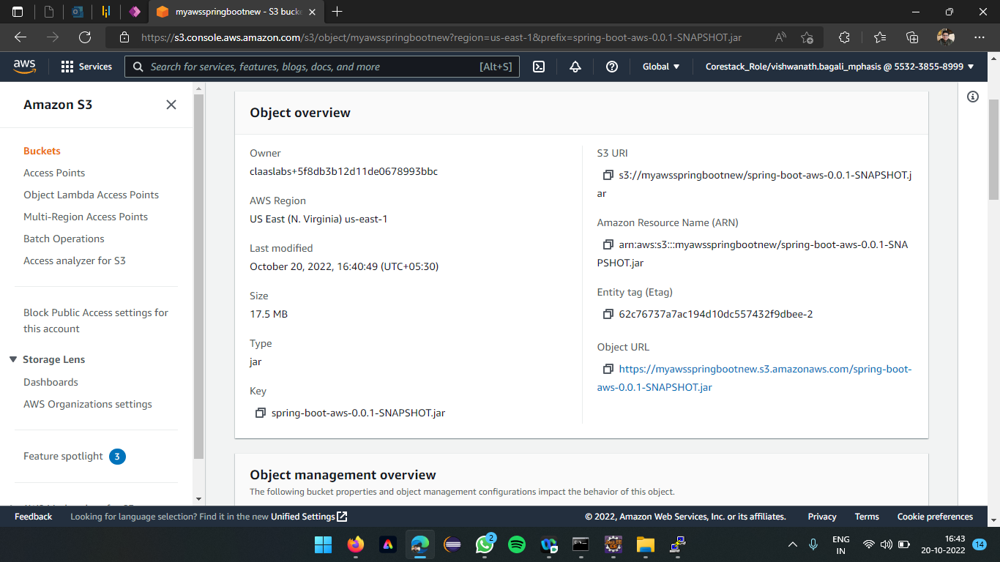 myawsspringbootnew - S3 bucke
https://s3.console.aws.amazon.com/s3/object/myawsspringbootnew?region=us-east-1&prefix=spring-boot-aws-0.0.1-SNAPSHOT.jar
aws
Services
Search for services, features, blogs, docs, and more
[Alt+S]
Global
Corestack_Role/vishwanath.bagali_mphasis @ 5532-3855-8999
Amazon S3
Buckets
Access Points
Object Lambda Access Points
Multi-Region Access Points
Batch Operations
Access analyzer for S3
Block Public Access settings for
this account
Storage Lens
Dashboards
AWS Organizations settings
Feature spotlight 3
Object overview
Owner
claaslabs+5f8db3b12d11de0678993bbc
AWS Region
US East (N. Virginia) us-east-1
Last modified
October 20, 2022, 16:40:49 (UTC+05:30)
Size
17.5 MB
Type
jar
Key
spring-boot-aws-0.0.1-SNAPSHOT.jar
S3 URI
s3://myawsspringbootnew/spring-boot-aws-0.0.1-SNAPSHOT.j
ar
Amazon Resource Name (ARN)
arn:aws:s3:::myawsspringbootnew/spring-boot-aws-0.0.1-SNA
PSHOT.jar
Entity tag (Etag)
62c76737a7ac194d10dc557432f9dbee-2
Object URL
https://myawsspringbootnew.s3.amazonaws.com/spring-boot-
aws-0.0.1-SNAPSHOT.jar
Object management overview
The following bucket properties and object management configurations impact the behavior of this object.
Feedback
Looking for language selection? Find it in the new Unified Settings
© 2022, Amazon Web Services, Inc. or its affiliates.
Privacy
Terms
Cookie preferences
2
ENG
IN
16:43
20-10-2022
14